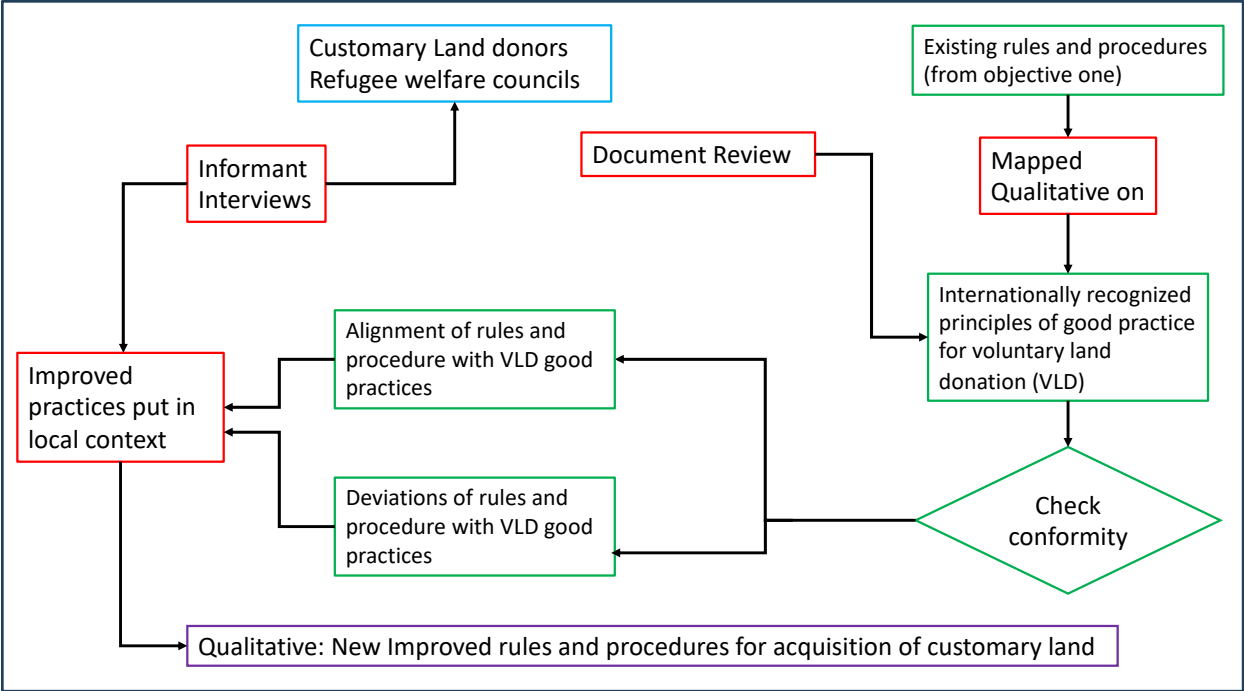 Customary Land donors
Refugee welfare councils
Existing rules and procedures
(from objective one)
Informant
Interviews
Document Review
Mapped
Qualitative on
Internationally recognized
principles of good practice
for voluntary land
donation (VLD)
Alignment of rules and
procedure with VLD good
practices
Improved
practices put in
local context
Deviations of rules and
procedure with VLD good
practices
Check
conformity
Qualitative: New Improved rules and procedures for acquisition of customary land